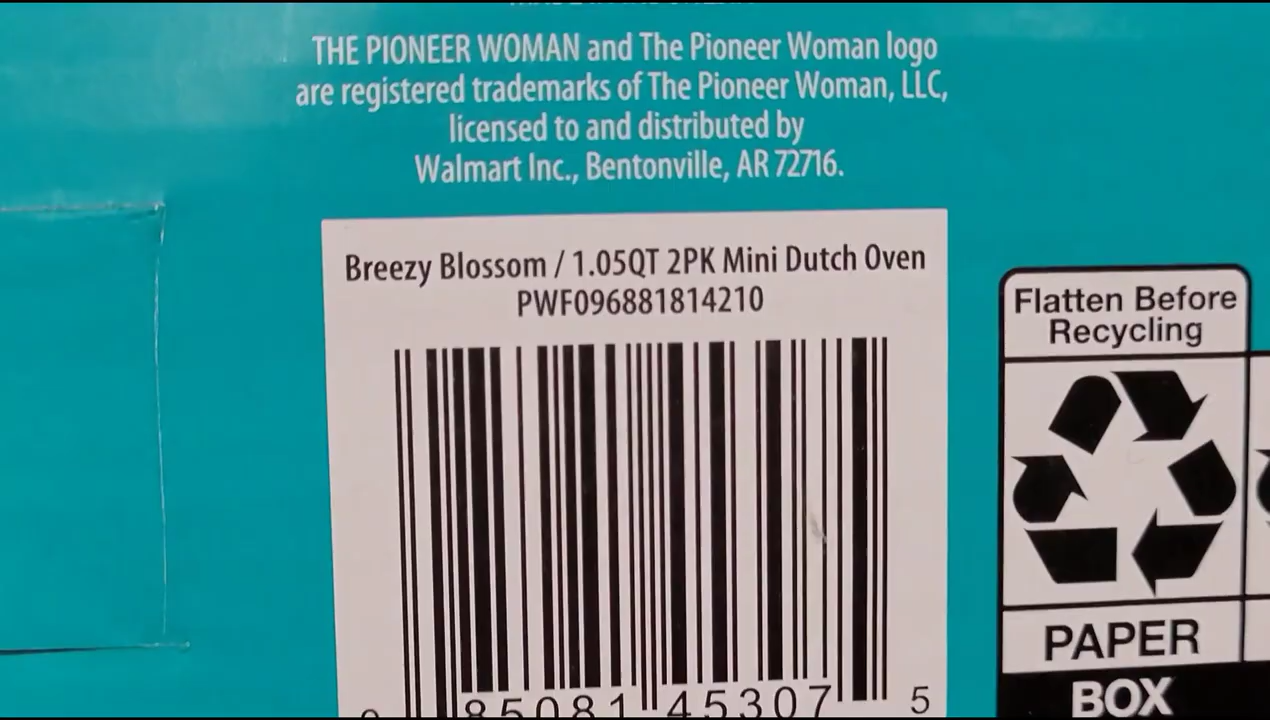 THE PIONEER WOMAN and The Pioneer Woman logo
are registered trademarks of The Pioneer Woman, LLC,
licensed to and distributed by
Walmart Inc., Bentonville, AR 72716.
Breezy Blossom / 1.05QT 2PK Mini Dutch Oven
PWF096881814210
85081 45307 5
Flatten Before
Recycling
PAPER
BOX